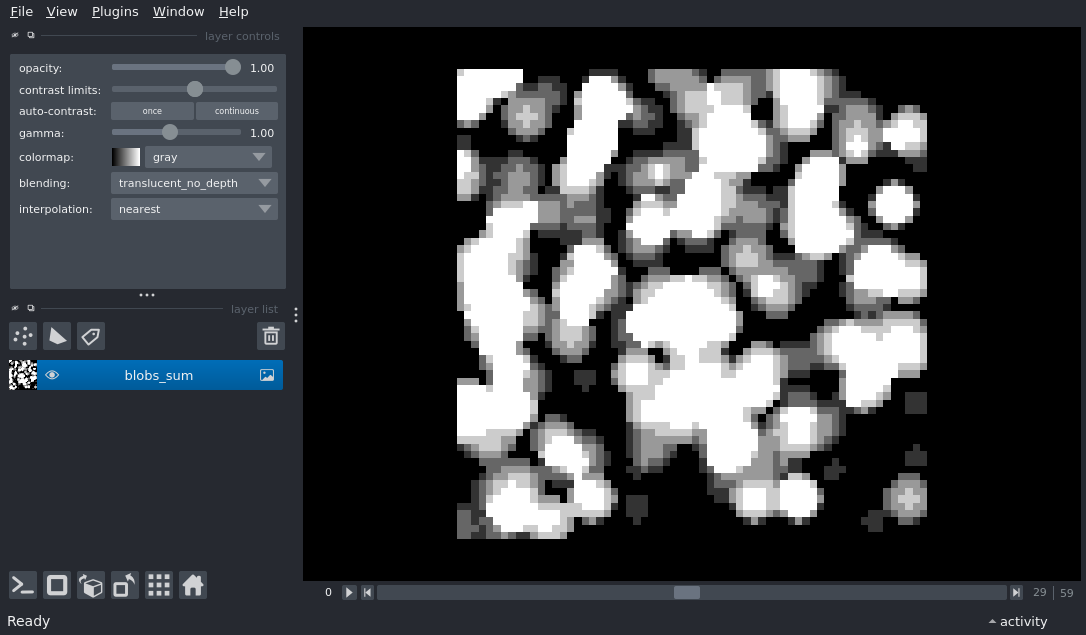 File View Plugins Window Help
layer controls
opacity: 1.00
contrast limits:
auto-contrast: once continuous
gamma: 1.00
colormap: gray
blending: translucent_no_depth
interpolation: nearest
layer list
blobs_sum
0 29 59
Ready activity